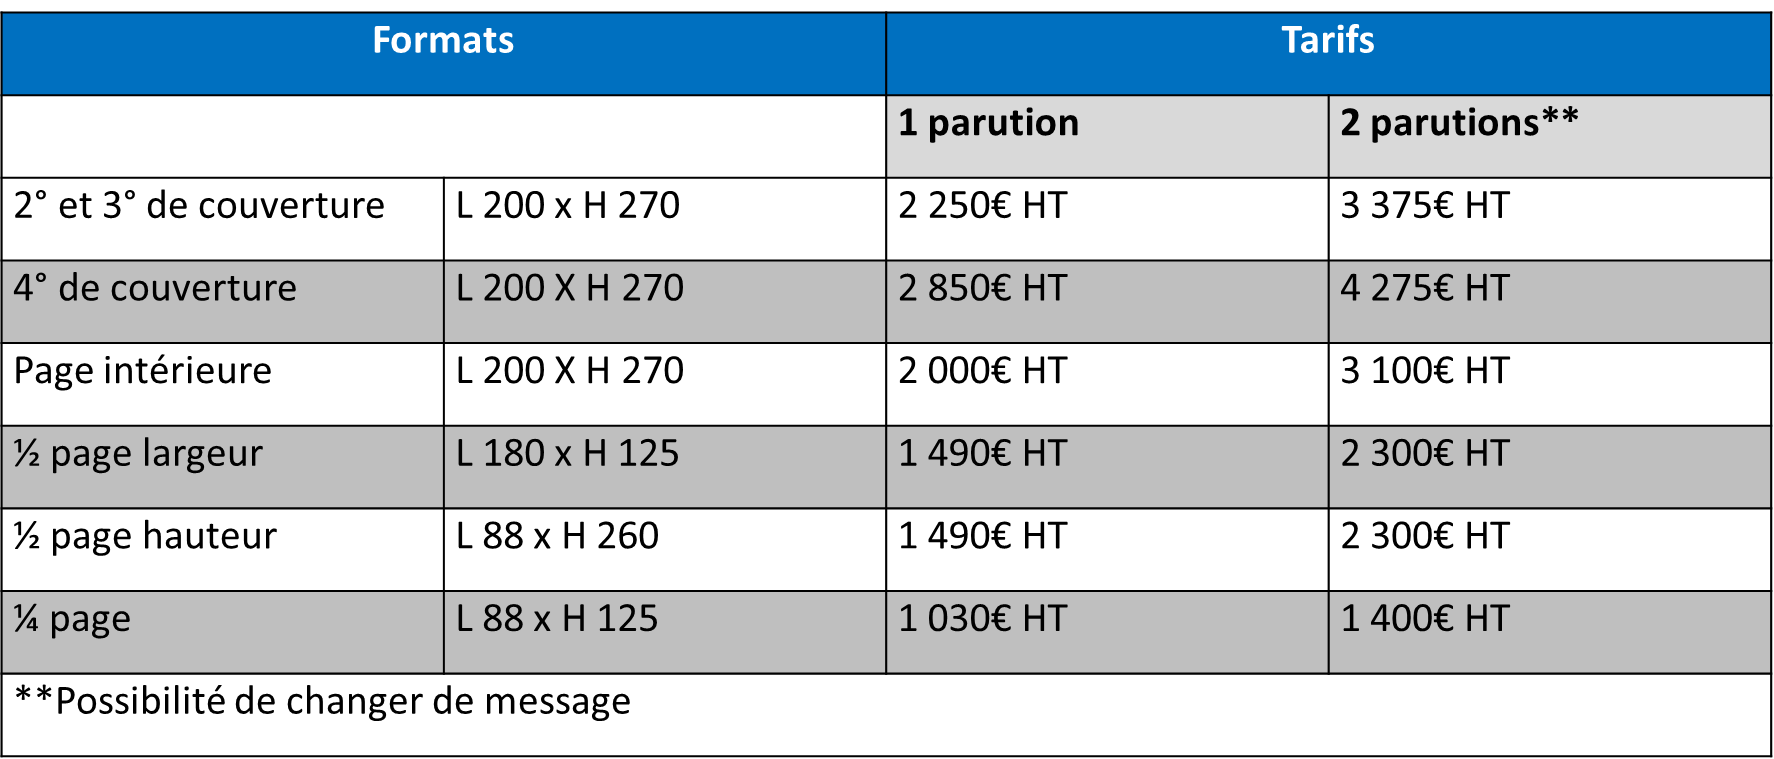 Formats Tarifs
1 parution 2 parutions**
2° et 3° de couverture L 200 x H 270 2 250€ HT 3 375€ HT
4° de couverture L 200 X H 270 2 850€ HT 4 275€ HT
Page intérieure L 200 X H 270 2 000€ HT 3 100€ HT
½ page largeur L 180 x H 125 1 490€ HT 2 300€ HT
½ page hauteur L 88 x H 260 1 490€ HT 2 300€ HT
¼ page L 88 x H 125 1 030€ HT 1 400€ HT
**Possibilité de changer de message